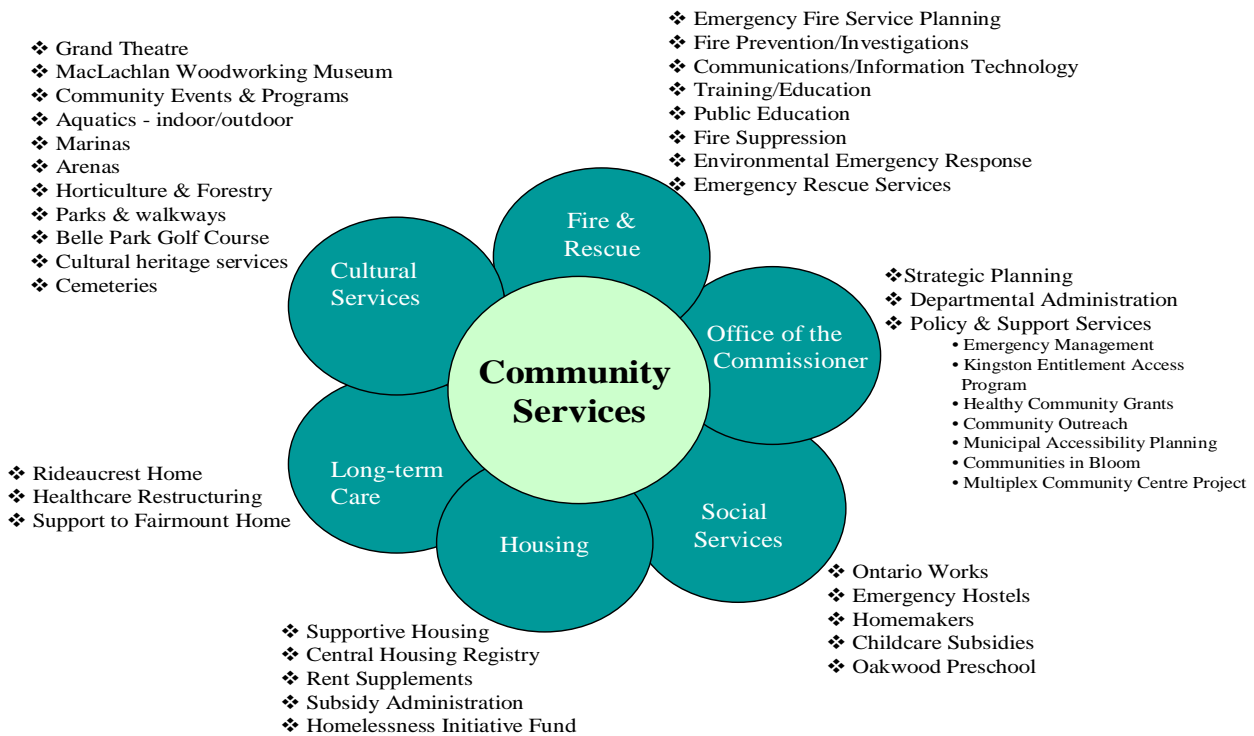 ❖ Grand Theatre
❖ MacLachlan Woodworking Museum
❖ Community Events & Programs
❖ Aquatics - indoor/outdoor
❖ Marinas
❖ Arenas
❖ Horticulture & Forestry
❖ Parks & walkways
❖ Belle Park Golf Course
❖ Cultural heritage services
❖ Cemeteries
❖ Emergency Fire Service Planning
❖ Fire Prevention/Investigations
❖ Communications/Information Technology
❖ Training/Education
❖ Public Education
❖ Fire Suppression
❖ Environmental Emergency Response
❖ Emergency Rescue Services
Fire &
Rescue
Cultural
Services
Office of the
Commissioner
❖Strategic Planning
❖ Departmental Administration
❖ Policy & Support Services
• Emergency Management
• Kingston Entitlement Access
Program
• Healthy Community Grants
• Community Outreach
• Municipal Accessibility Planning
• Communities in Bloom
• Multiplex Community Centre Project
Community
Services
Long-term
Care
❖ Rideaucrest Home
❖ Healthcare Restructuring
❖ Support to Fairmount Home
Housing
Social
Services
❖ Supportive Housing
❖ Central Housing Registry
❖ Rent Supplements
❖ Subsidy Administration
❖ Homelessness Initiative Fund
❖ Ontario Works
❖ Emergency Hostels
❖ Homemakers
❖ Childcare Subsidies
❖ Oakwood Preschool